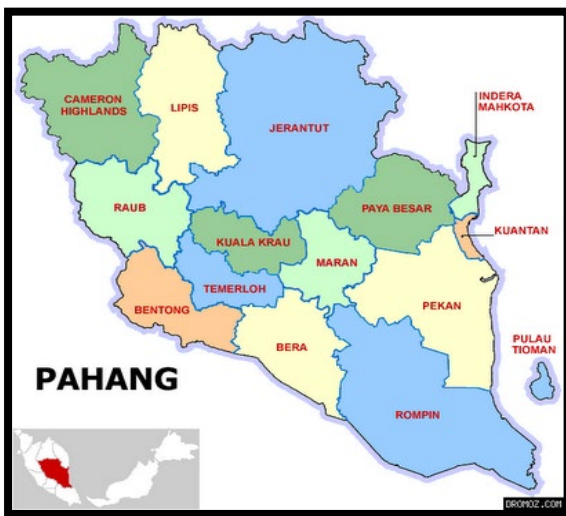 CAMERON
HIGHLANDS
LIPIS
JERANTUT
INDERA
MAHKOTA
RAUB
PAYA BESAR
KUANTAN
KUALA KRAU
MARAN
TEMERLOH
BENTONG
PEKAN
BERA
PULAU
TIOMAN
PAHANG
ROMPIN
DROMOZ.COM